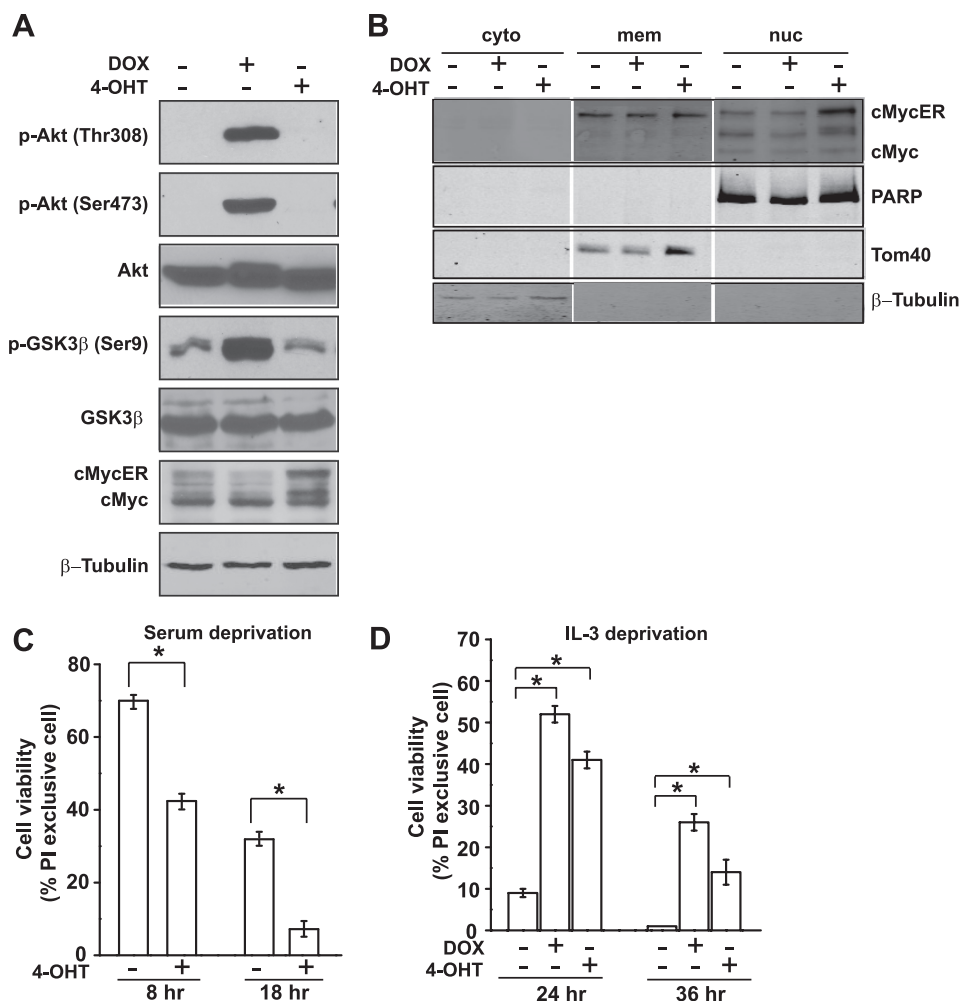 A
DOX - + -
4-OHT - - +
p-Akt (Thr308)
p-Akt (Ser473)
Akt
p-GSK3β (Ser9)
GSK3β
cMycER
cMyc
β–Tubulin
B
cyto mem nuc
DOX - + - - + - - + -
4-OHT - - + - - + - - +
cMycER
cMyc
PARP
Tom40
β–Tubulin
C
Serum deprivation
Cell viability
(% PI exclusive cell)
80
60
40
20
0
* *
4-OHT - + - +
8 hr 18 hr
D
IL-3 deprivation
Cell viability
(% PI exclusive cell)
70
60
50
40
30
20
10
0
* * * *
DOX - + - - + -
4-OHT - - + - - +
24 hr 36 hr